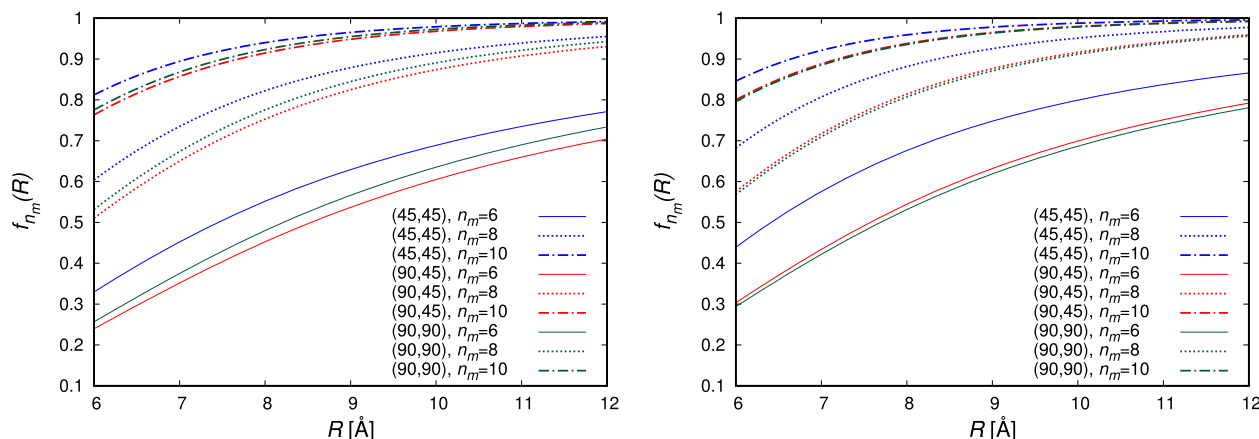 1
0.9
0.8
0.7
0.6
0.5
0.4
0.3
0.2
0.1
f_{n_m}(R)
(45,45), n_m=6
(45,45), n_m=8
(45,45), n_m=10
(90,45), n_m=6
(90,45), n_m=8
(90,45), n_m=10
(90,90), n_m=6
(90,90), n_m=8
(90,90), n_m=10
6 7 8 9 10 11 12
R [Å]
1
0.9
0.8
0.7
0.6
0.5
0.4
0.3
0.2
0.1
f_{n_m}(R)
(45,45), n_m=6
(45,45), n_m=8
(45,45), n_m=10
(90,45), n_m=6
(90,45), n_m=8
(90,45), n_m=10
(90,90), n_m=6
(90,90), n_m=8
(90,90), n_m=10
6 7 8 9 10 11 12
R [Å]